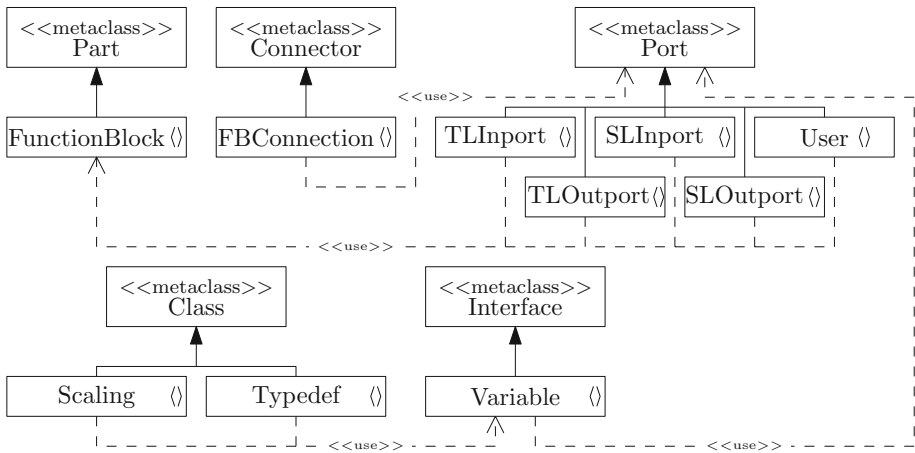 <<metaclass>>
Part
<<metaclass>>
Connector
<<metaclass>>
Port
<<use>>
FunctionBlock ⟨⟩
FBConnection ⟨⟩
TLInport ⟨⟩
SLInport ⟨⟩
User ⟨⟩
TLOutport ⟨⟩
SLOutport ⟨⟩
<<use>>
<<metaclass>>
Class
<<metaclass>>
Interface
Scaling ⟨⟩
Typedef ⟨⟩
Variable ⟨⟩
<<use>>
<<use>>